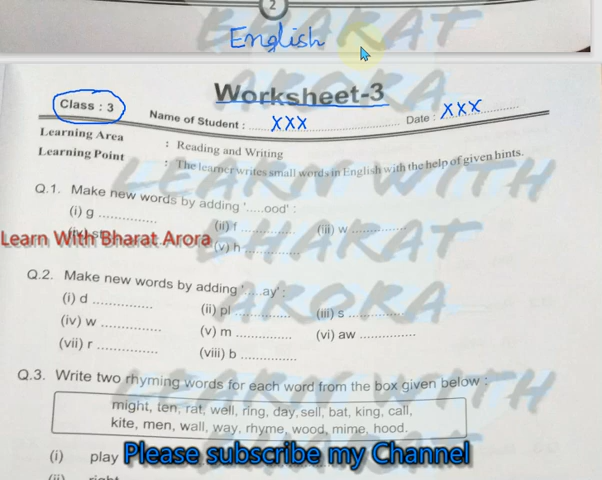 2
English
Worksheet-3
Class : 3
Name of Student : XXX Date : XXX
Learning Area : Reading and Writing
Learning Point : The learner writes small words in English with the help of given hints.
Q.1. Make new words by adding '.....ood' :
(i) g ............... (ii) f ............... (iii) w ...............
(v) h ...............
Learn With Bharat Arora
Q.2. Make new words by adding '.....ay' :
(i) d ............... (ii) pl ............... (iii) s ...............
(iv) w ............... (v) m ............... (vi) aw ...............
(vii) r ............... (viii) b ...............
Q.3. Write two rhyming words for each word from the box given below :
might, ten, rat, well, ring, day, sell, bat, king, call,
kite, men, wall, way, rhyme, wood, mime, hood.
(i) play
Please subscribe my Channel
BHARAT
ARORA
LEARN WITH
BHARAT
ARORA
LEARN WITH